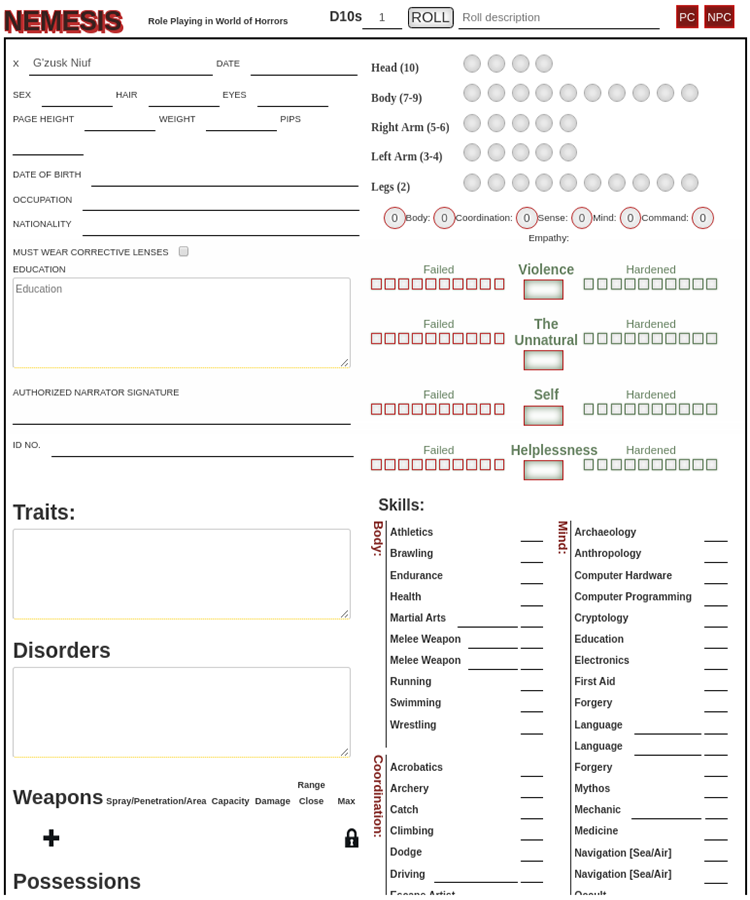 NEMESIS
Role Playing in World of Horrors
D10s 1 ROLL Roll description PC NPC
X G'zusk Niuf DATE
SEX HAIR EYES
PAGE HEIGHT WEIGHT PIPS
DATE OF BIRTH
OCCUPATION
NATIONALITY
MUST WEAR CORRECTIVE LENSES
EDUCATION
Education
AUTHORIZED NARRATOR SIGNATURE
ID NO.
Head (10)
Body (7-9)
Right Arm (5-6)
Left Arm (3-4)
Legs (2)
0 Body: 0 Coordination: 0 Sense: 0 Mind: 0 Command: 0
Empathy:
Failed Violence Hardened
Failed The Unnatural Hardened
Failed Self Hardened
Failed Helplessness Hardened
Traits:
Disorders
Weapons Spray/Penetration/Area Capacity Damage Range Close Max
Possessions
Skills:
Body:
Athletics
Brawling
Endurance
Health
Martial Arts
Melee Weapon
Melee Weapon
Running
Swimming
Wrestling
Coordination:
Acrobatics
Archery
Catch
Climbing
Dodge
Driving
Escape Artist
Mind:
Archaeology
Anthropology
Computer Hardware
Computer Programming
Cryptology
Education
Electronics
First Aid
Forgery
Language
Language
Forgery
Mythos
Mechanic
Medicine
Navigation [Sea/Air]
Navigation [Sea/Air]
Occult